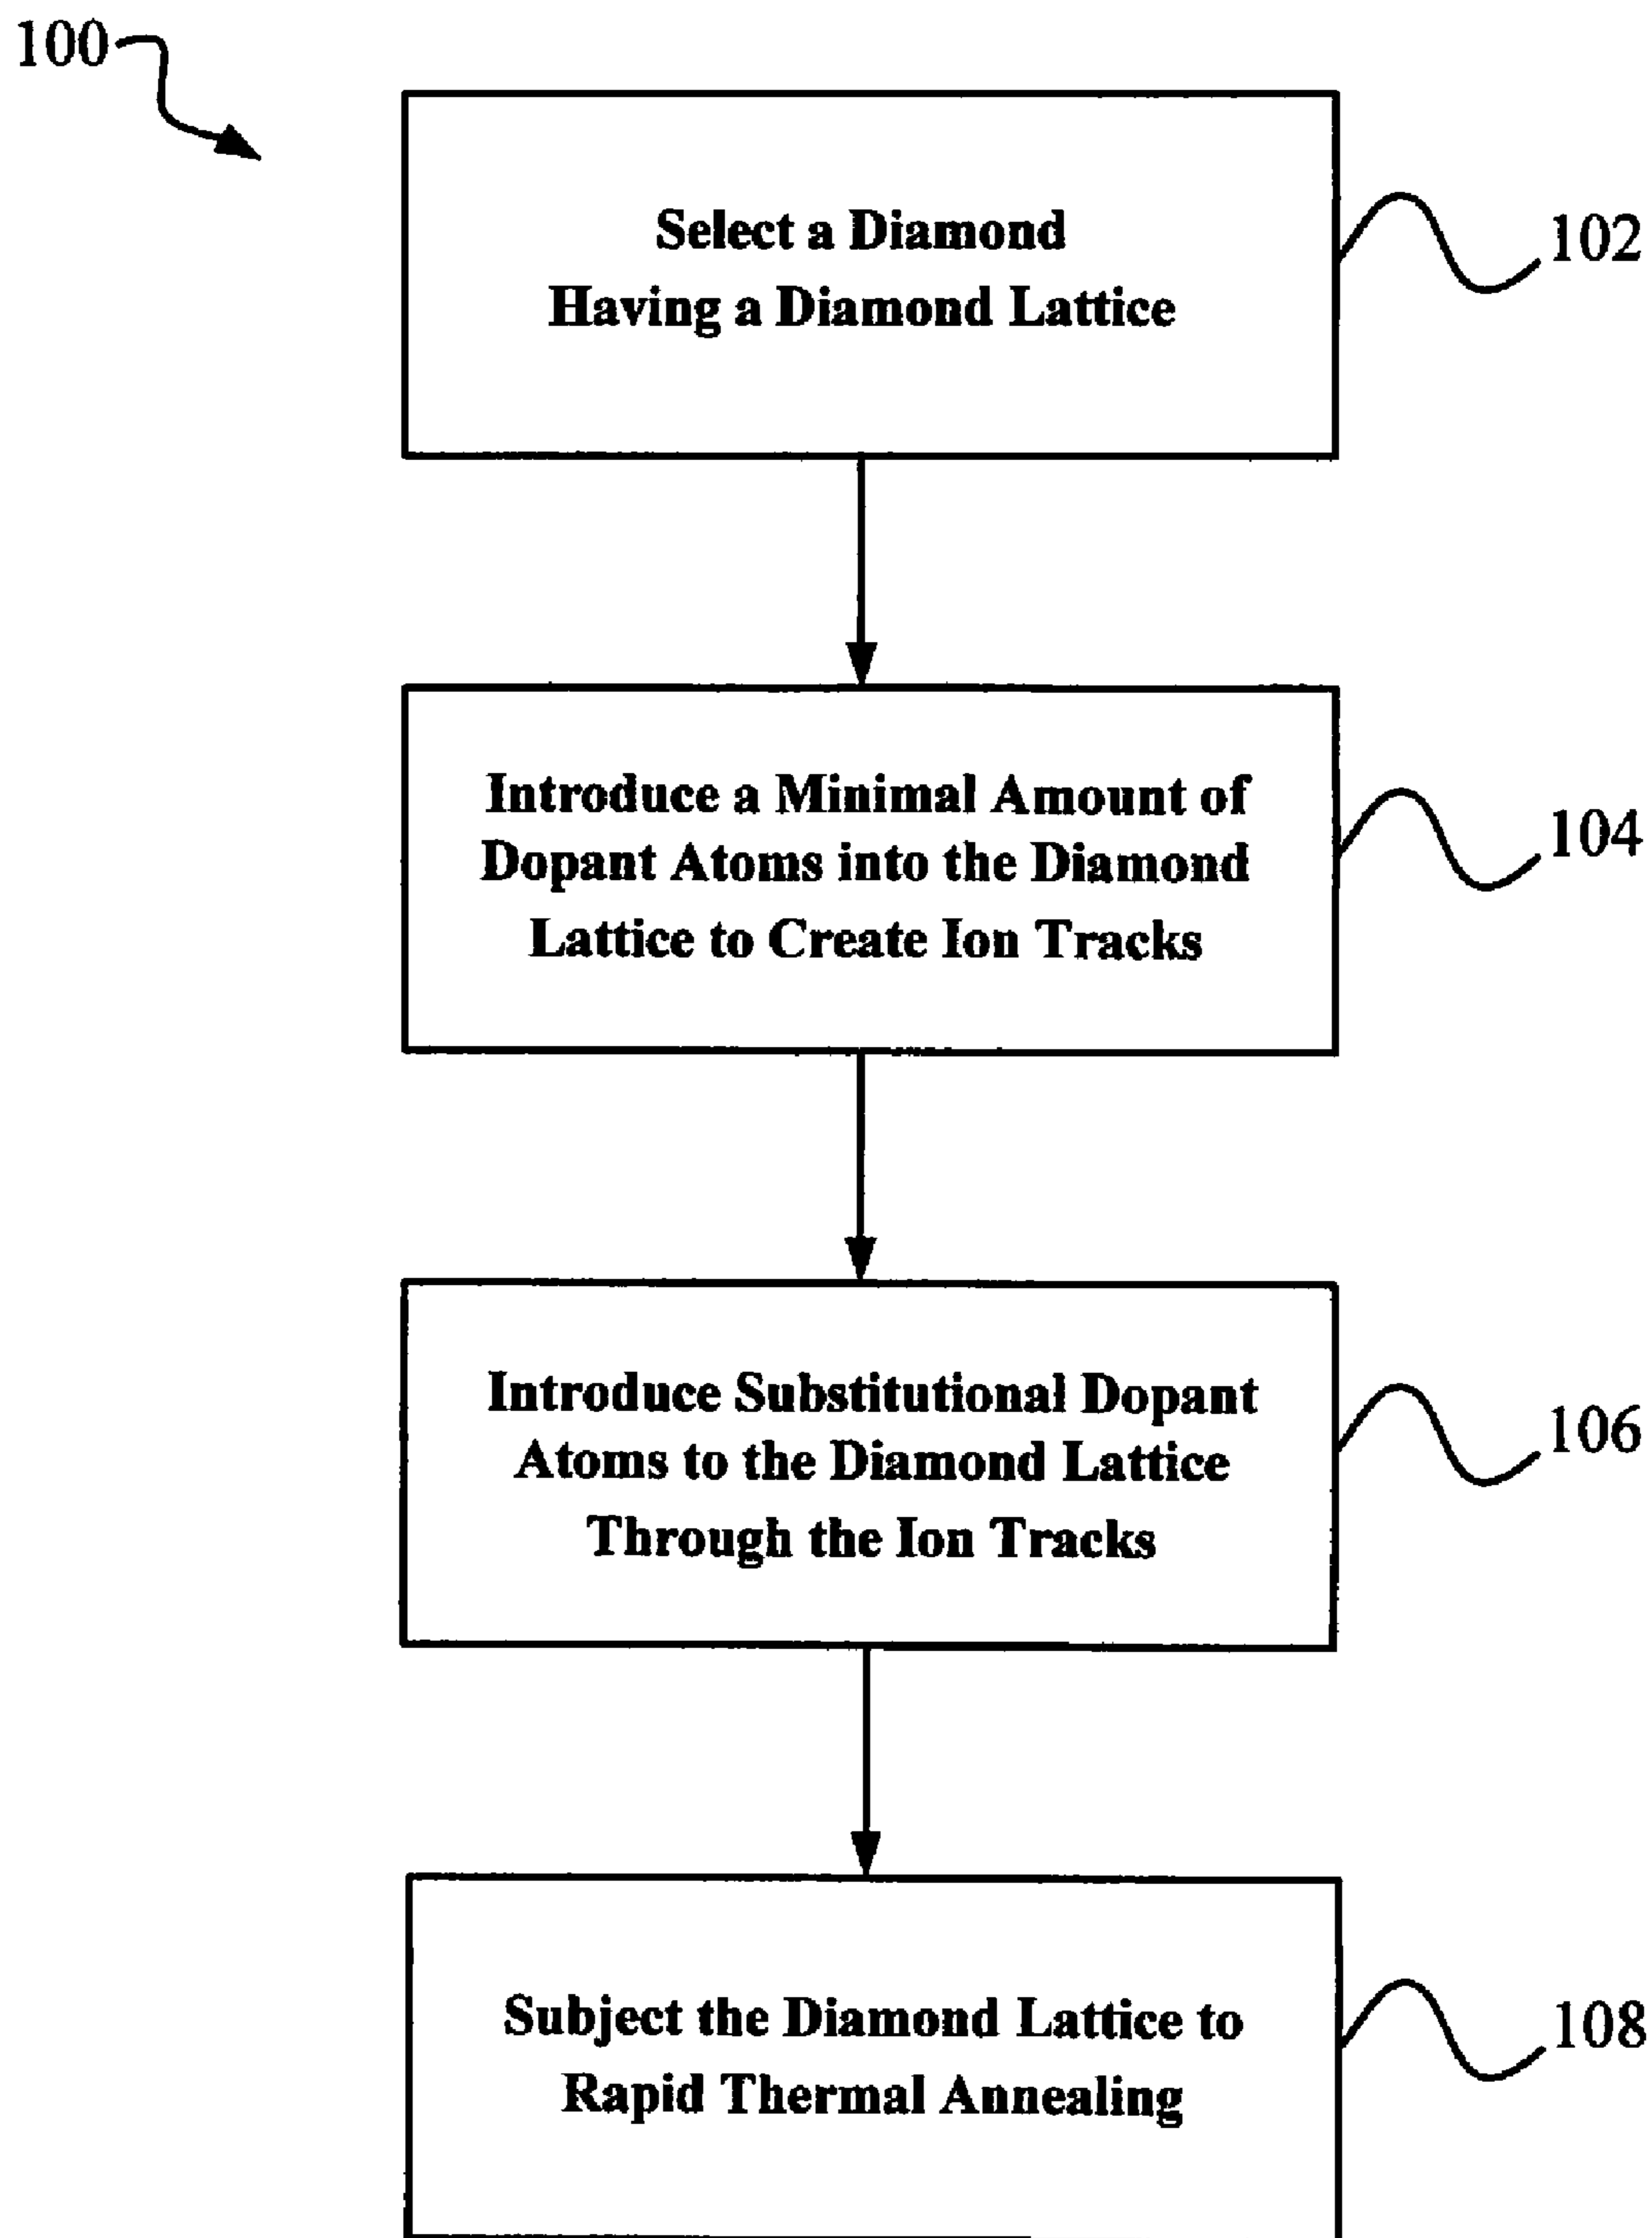 100
Select a Diamond
Having a Diamond Lattice
102
Introduce a Minimal Amount of
Dopant Atoms into the Diamond
Lattice to Create Ion Tracks
104
Introduce Substitutional Dopant
Atoms to the Diamond Lattice
Through the Ion Tracks
106
Subject the Diamond Lattice to
Rapid Thermal Annealing
108